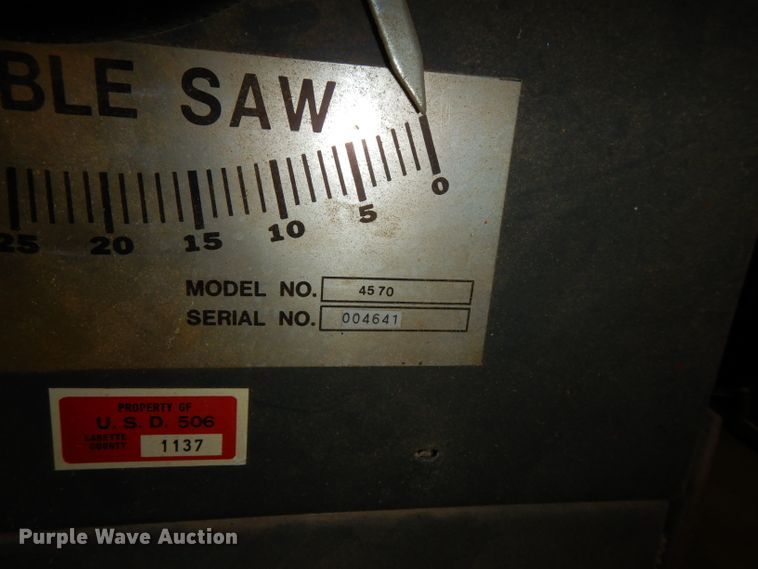 BLE SAW
25 20 15 10 5 0
MODEL NO. 4570
SERIAL NO. 004641
PROPERTY OF
U. S. D. 506
LABETTE
COUNTY 1137
Purple Wave Auction